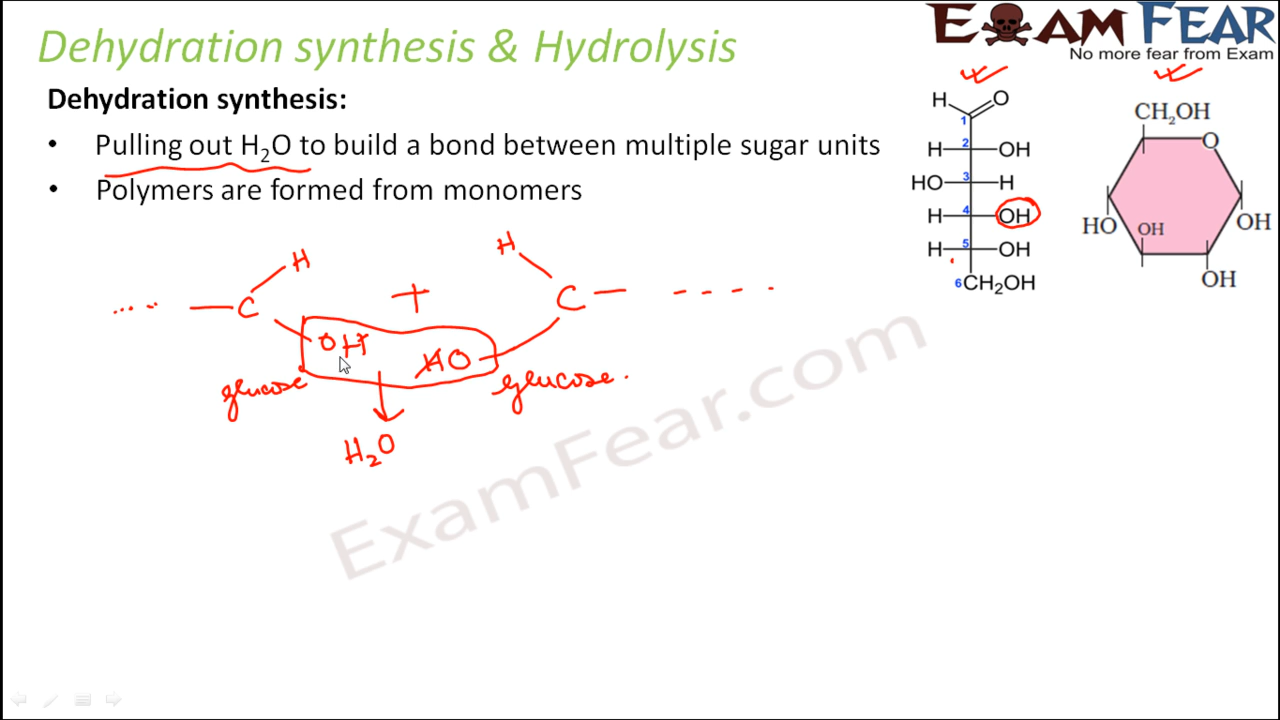 Dehydration synthesis & Hydrolysis
EXAM FEAR
No more fear from Exam
Dehydration synthesis:
• Pulling out H₂O to build a bond between multiple sugar units
• Polymers are formed from monomers
H O
1
H 2 OH
HO 3 H
H 4 OH
H 5 OH
6 CH₂OH
CH₂OH
O
HO OH OH
OH
H H
C + C
OH HO
glucose glucose.
H₂O
ExamFear.com